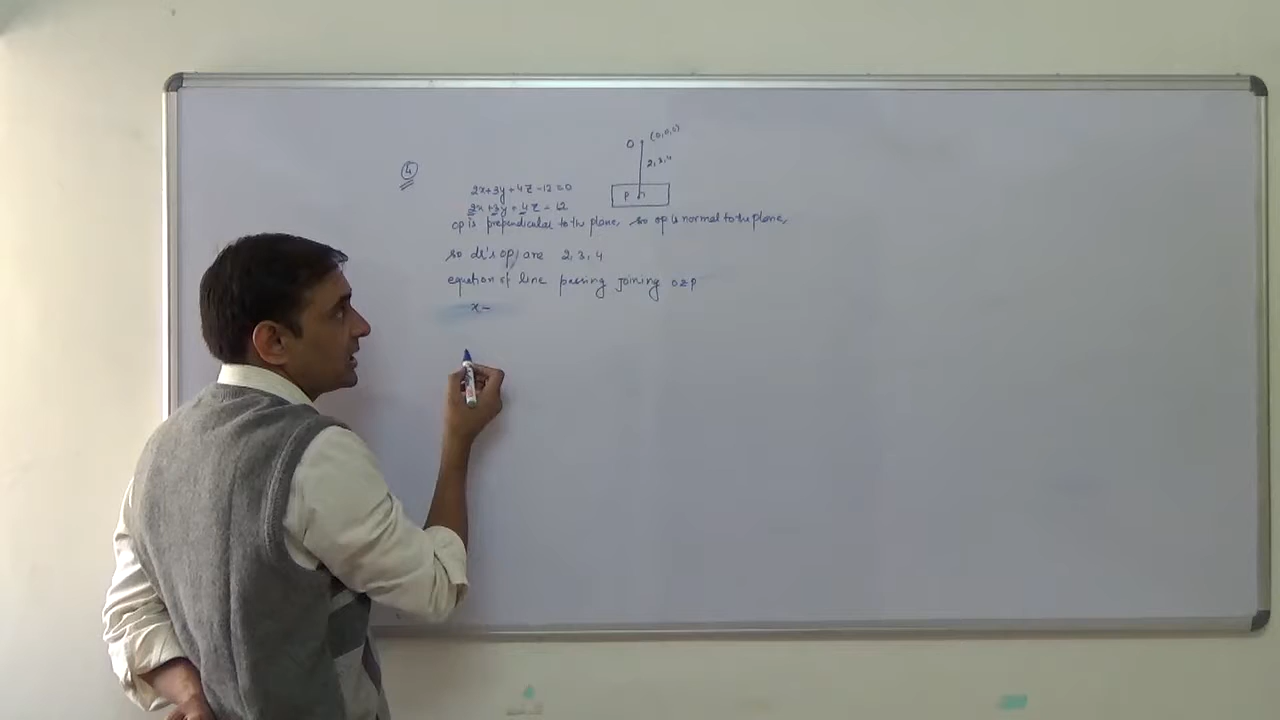 4
O (0,0,0)
2,3,4
P
2x+3y+4z-12=0
2x+3y+4z=12
op is prependicular to the plane, so op is normal to the plane,
so dr's op, are 2,3,4
equation of line passing joining o & p
x-